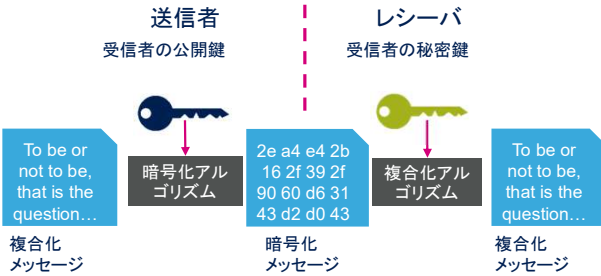 送信者
レシーバ
受信者の公開鍵
受信者の秘密鍵
To be or
not to be,
that is the
question…
暗号化アル
ゴリズム
2e a4 e4 2b
16 2f 39 2f
90 60 d6 31
43 d2 d0 43
複合化アル
ゴリズム
To be or
not to be,
that is the
question…
複合化
メッセージ
暗号化
メッセージ
複合化
メッセージ